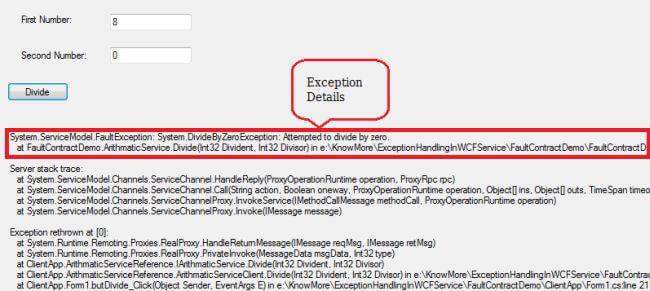 First Number:
8
Second Number:
0
Divide
Exception
Details
System.ServiceModel.FaultException: System.DivideByZeroException: Attempted to divide by zero.
at FaultContractDemo.ArithmaticService.Divide(Int32 Divident, Int32 Divisor) in e:\KnowMore\ExceptionHandlingInWCFService\FaultContractDemo\FaultContractD
Server stack trace:
at System.ServiceModel.Channels.ServiceChannel.HandleReply(ProxyOperationRuntime operation, ProxyRpc rpc)
at System.ServiceModel.Channels.ServiceChannel.Call(String action, Boolean oneway, ProxyOperationRuntime operation, Object[] ins, Object[] outs, TimeSpan timeo
at System.ServiceModel.Channels.ServiceChannelProxy.InvokeService(IMethodCallMessage methodCall, ProxyOperationRuntime operation)
at System.ServiceModel.Channels.ServiceChannelProxy.Invoke(IMessage message)
Exception rethrown at [0]:
at System.Runtime.Remoting.Proxies.RealProxy.HandleReturnMessage(IMessage reqMsg, IMessage retMsg)
at System.Runtime.Remoting.Proxies.RealProxy.PrivateInvoke(MessageData msgData, Int32 type)
at ClientApp.ArithmaticServiceReference.IArithmaticService.Divide(Int32 Divident, Int32 Divisor)
at ClientApp.ArithmaticServiceReference.ArithmaticServiceClient.Divide(Int32 Divident, Int32 Divisor) in e:\KnowMore\ExceptionHandlingInWCFService\FaultContrac
at ClientApp.Form1.butDivide_Click(Object Sender, EventArgs E) in e:\KnowMore\ExceptionHandlingInWCFService\FaultContractDemo\ClientApp\Form1.cs:line 21